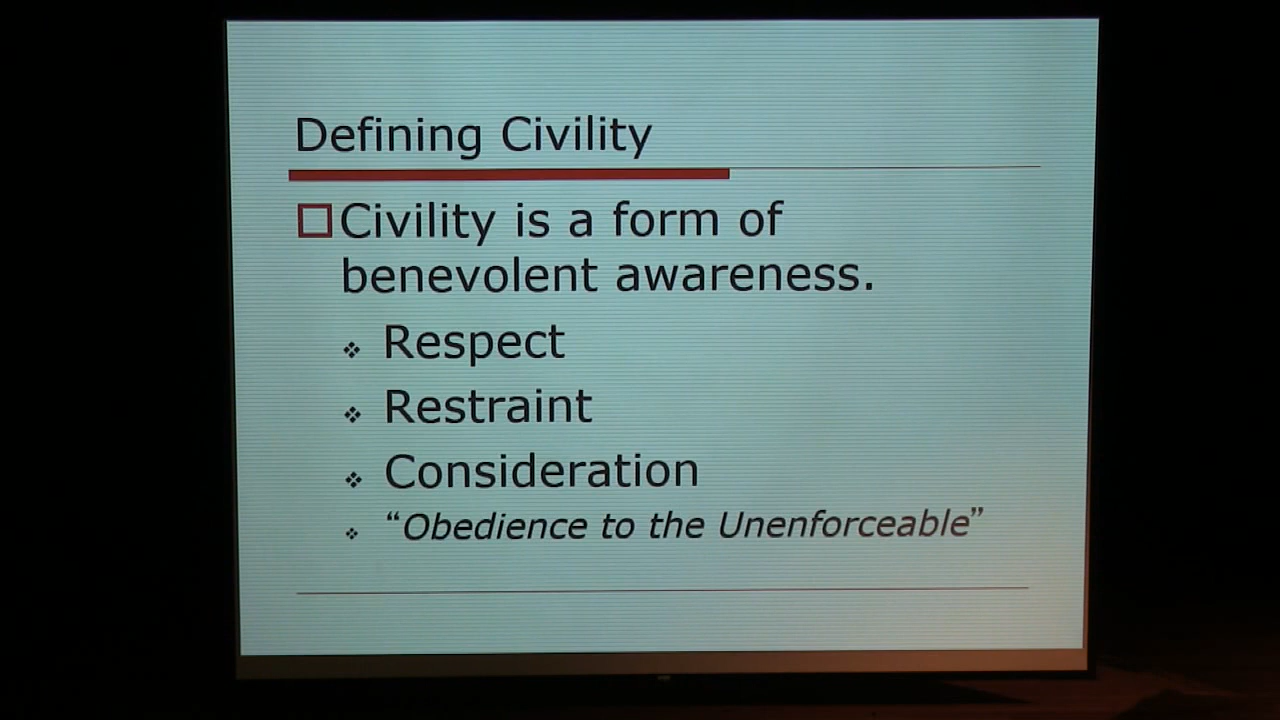 Defining Civility
Civility is a form of
benevolent awareness.
Respect
Restraint
Consideration
“Obedience to the Unenforceable”